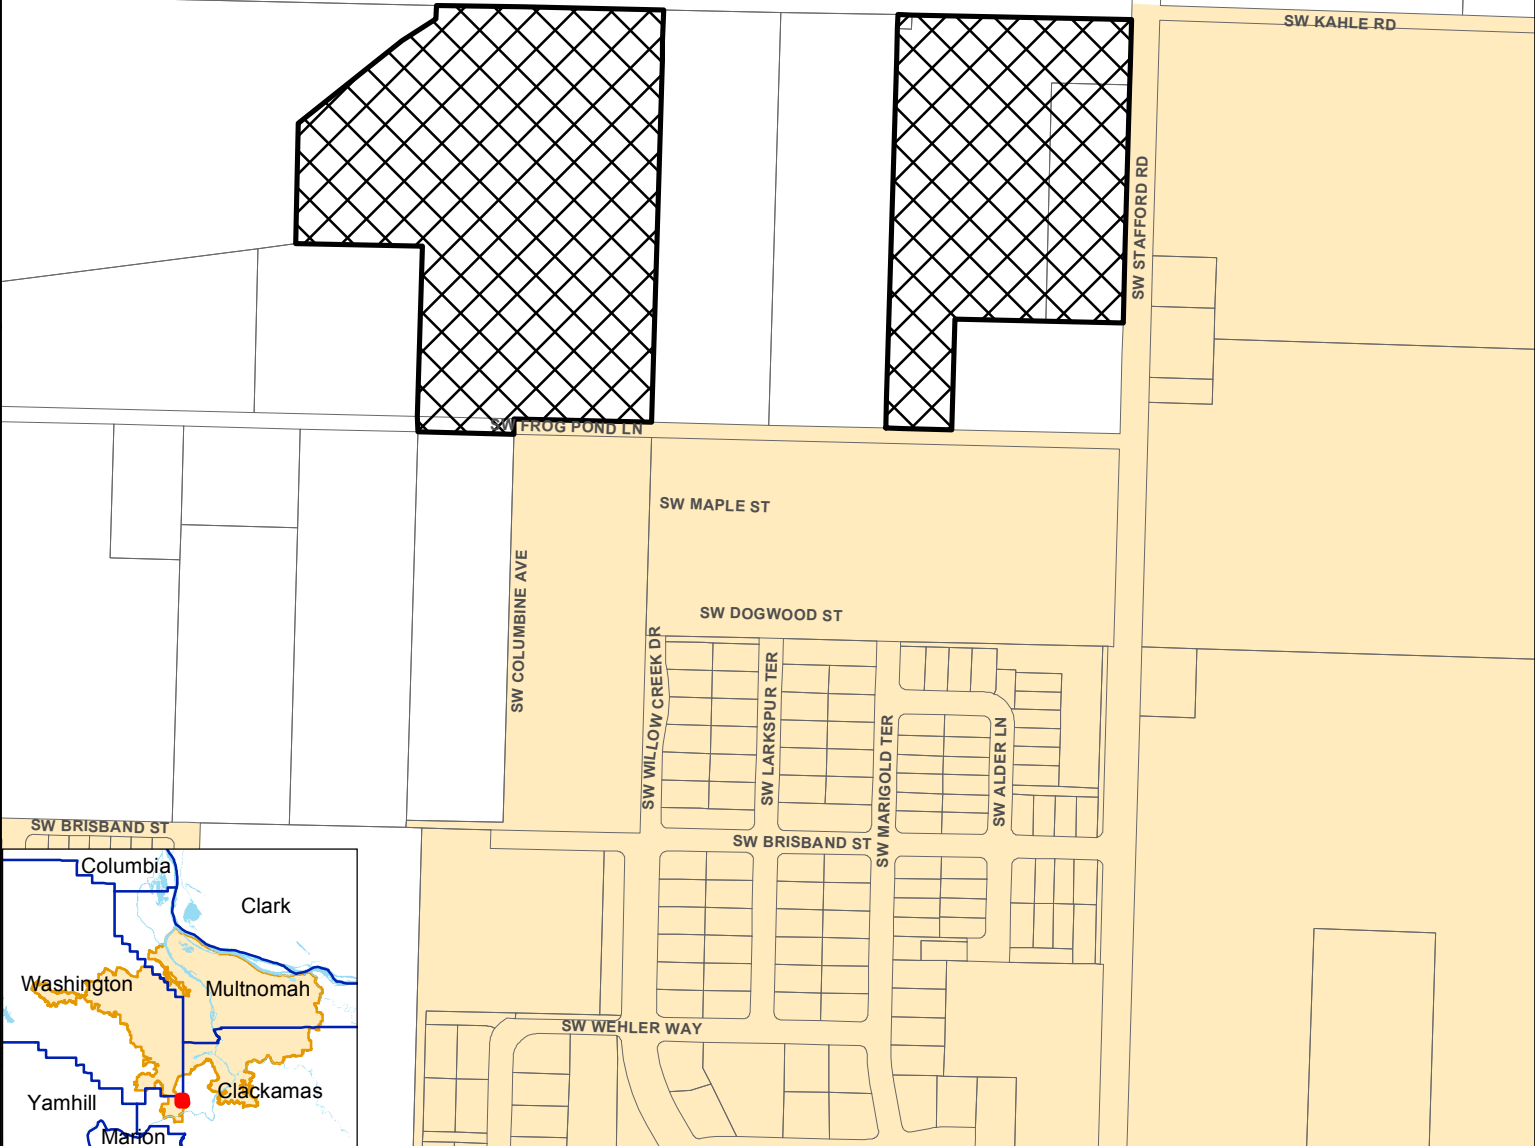 SW KAHLE RD
SW STAFFORD RD
SW FROG POND LN
SW MAPLE ST
SW COLUMBINE AVE
SW DOGWOOD ST
SW WILLOW CREEK DR
SW LARKSPUR TER
SW MARIGOLD TER
SW ALDER LN
SW BRISBAND ST
SW BRISBAND ST
SW WEHLER WAY
Columbia
Clark
Washington
Multnomah
Clackamas
Yamhill
Marion